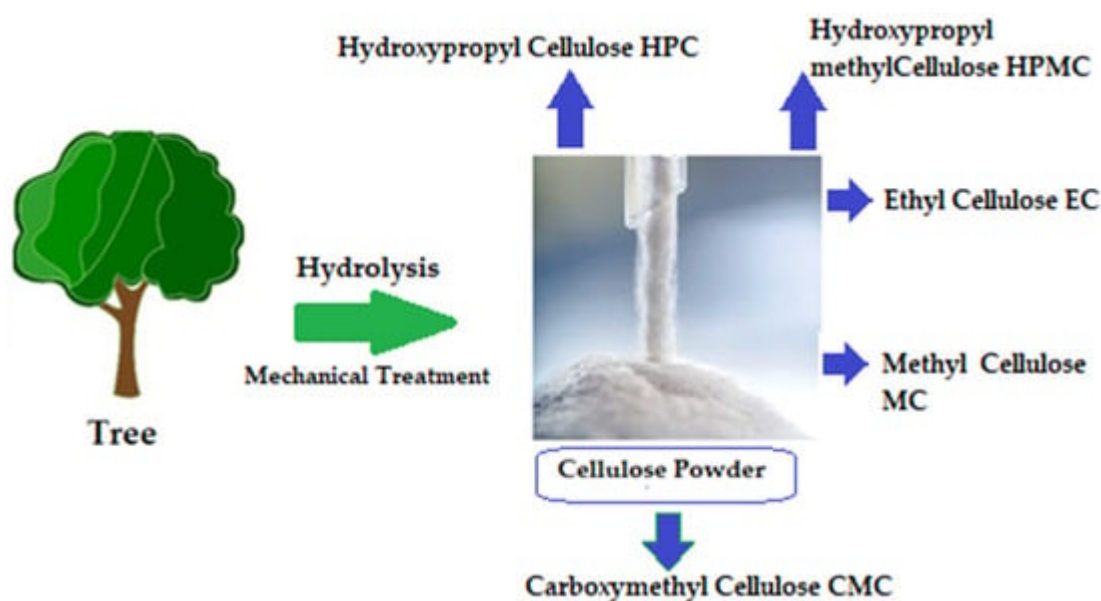 Hydroxypropyl Cellulose HPC
Hydroxypropyl
methylCellulose HPMC
Ethyl Cellulose EC
Hydrolysis
Mechanical Treatment
Methyl Cellulose
MC
Tree
Cellulose Powder
Carboxymethyl Cellulose CMC